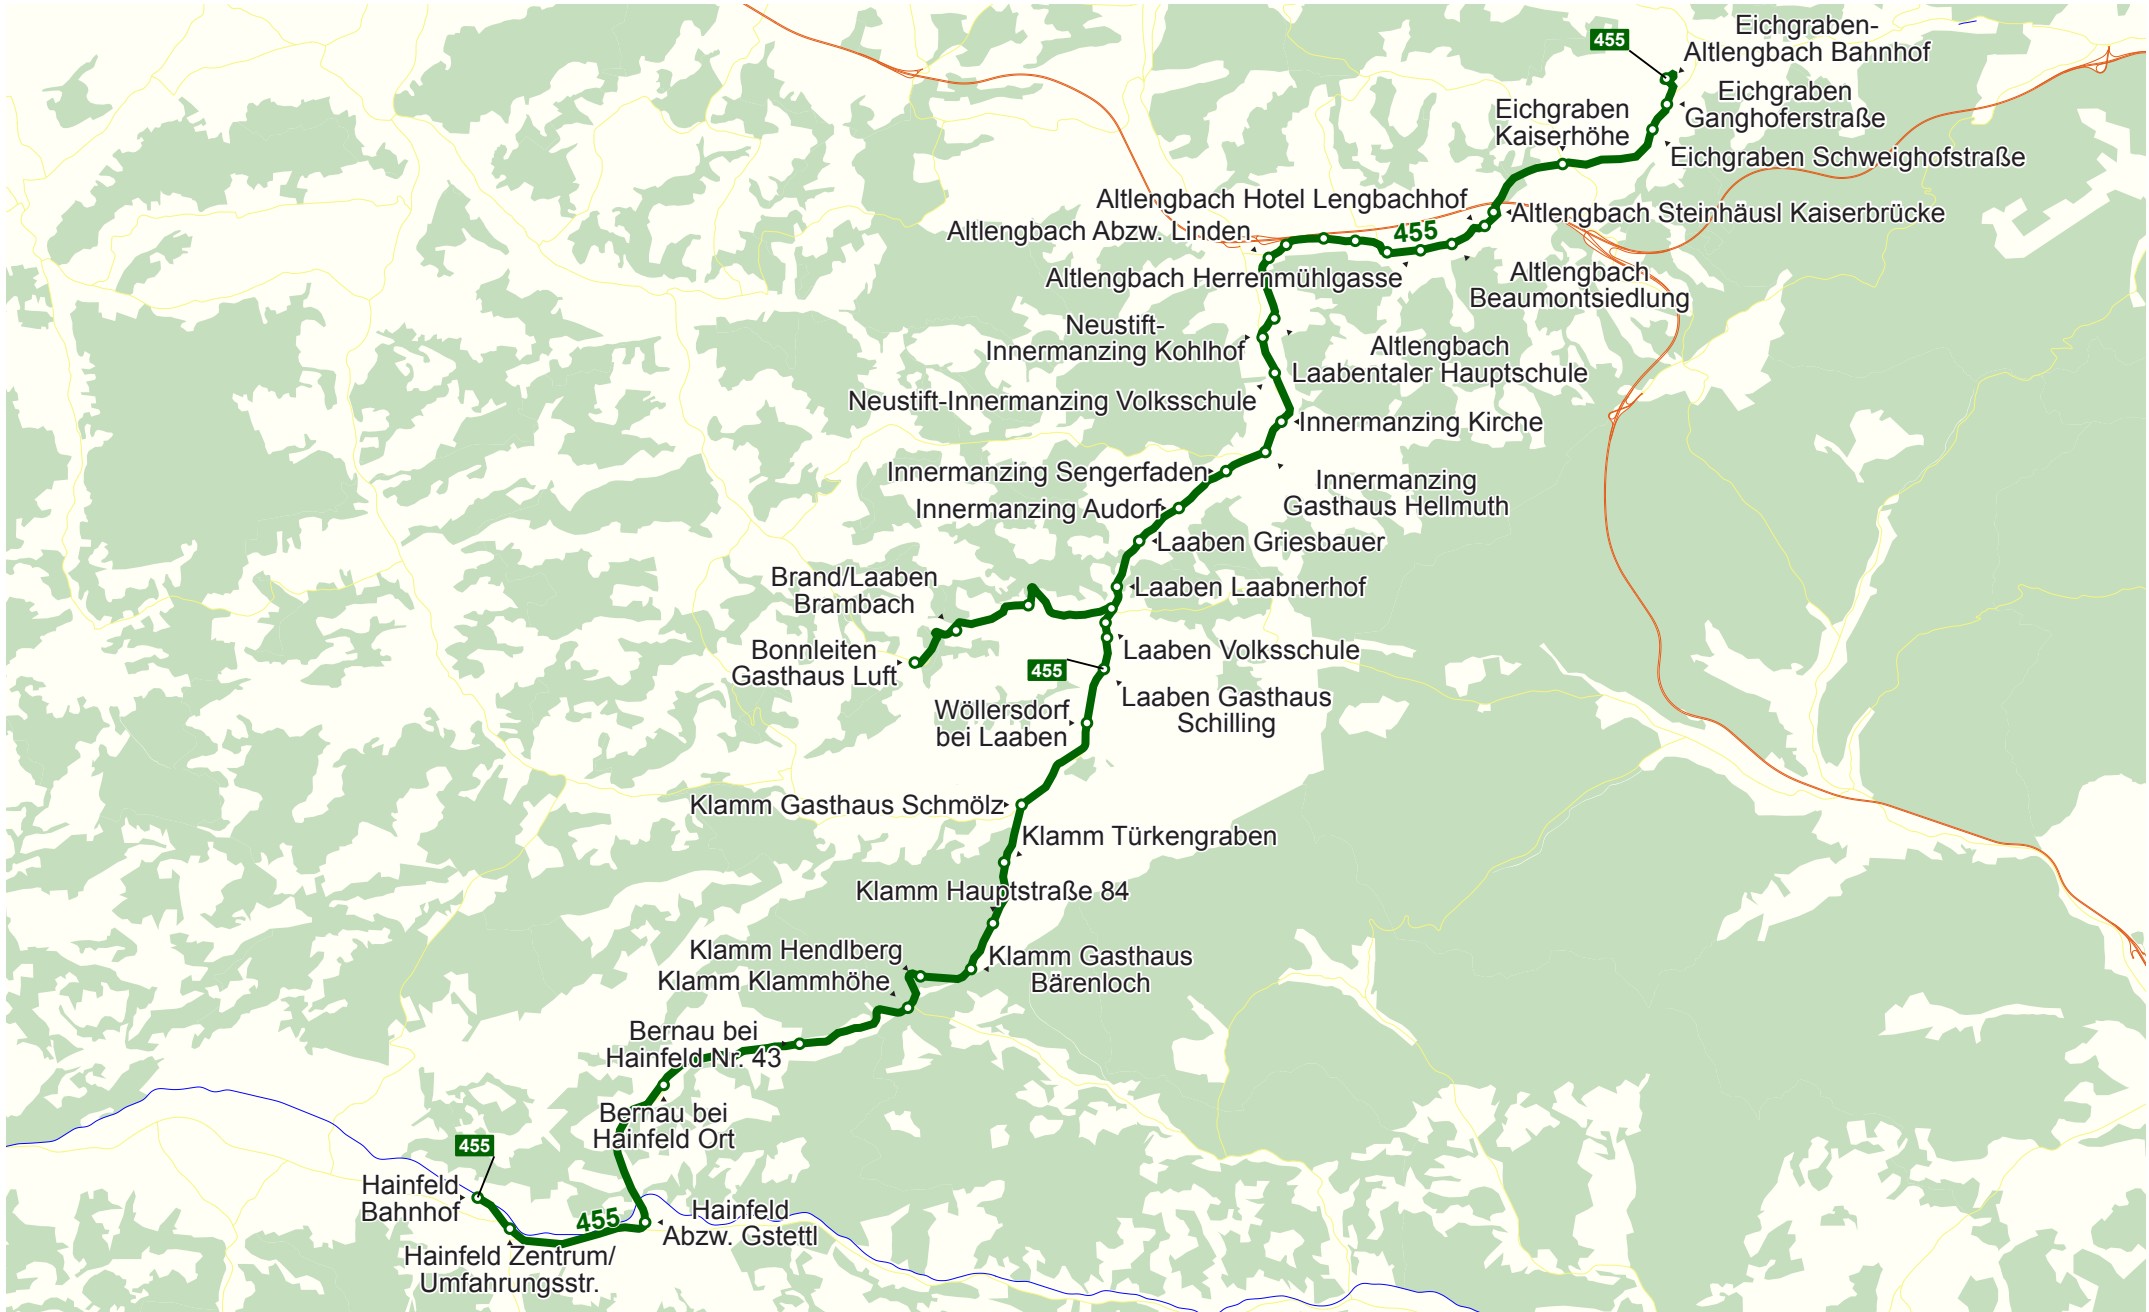 455
Eichgraben-
Altlengbach Bahnhof
Eichgraben
Ganghoferstraße
Eichgraben
Kaiserhöhe
Eichgraben Schweighofstraße
Altlengbach Hotel Lengbachhof
Altlengbach Steinhäusl Kaiserbrücke
Altlengbach Abzw. Linden
455
Altlengbach Herrenmühlgasse
Altlengbach
Beaumontsiedlung
Neustift-
Innermanzing Kohlhof
Altlengbach
Laabentaler Hauptschule
Neustift-Innermanzing Volksschule
Innermanzing Kirche
Innermanzing Sengerfaden
Innermanzing
Gasthaus Hellmuth
Innermanzing Audorf
Laaben Griesbauer
Brand/Laaben
Brambach
Laaben Laabnerhof
Bonnleiten
Gasthaus Luft
Laaben Volksschule
455
Laaben Gasthaus
Schilling
Wöllersdorf
bei Laaben
Klamm Gasthaus Schmölz
Klamm Türkengraben
Klamm Hauptstraße 84
Klamm Hendlberg
Klamm Gasthaus
Bärenloch
Klamm Klammhöhe
Bernau bei
Hainfeld Nr. 43
Bernau bei
Hainfeld Ort
455
Hainfeld
Bahnhof
455
Hainfeld
Abzw. Gstettl
Hainfeld Zentrum/
Umfahrungsstr.